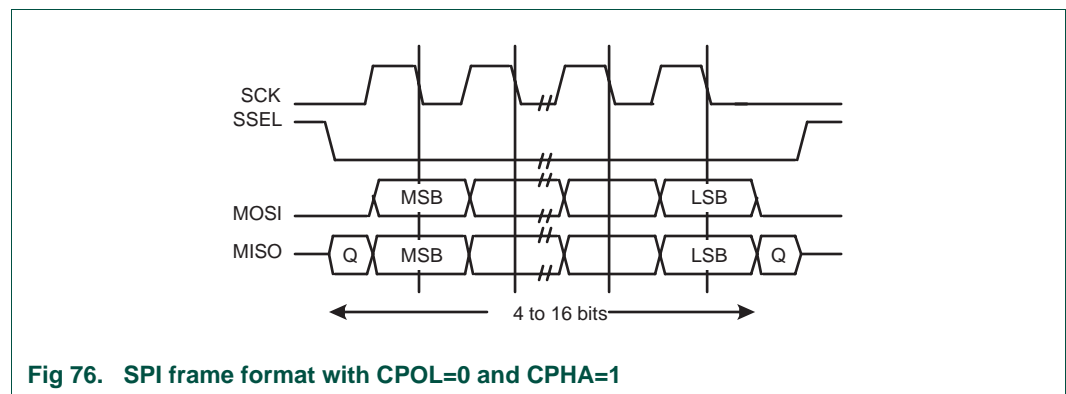 SCK
SSEL
MOSI MSB LSB
MISO Q MSB LSB Q
4 to 16 bits
Fig 76. SPI frame format with CPOL=0 and CPHA=1